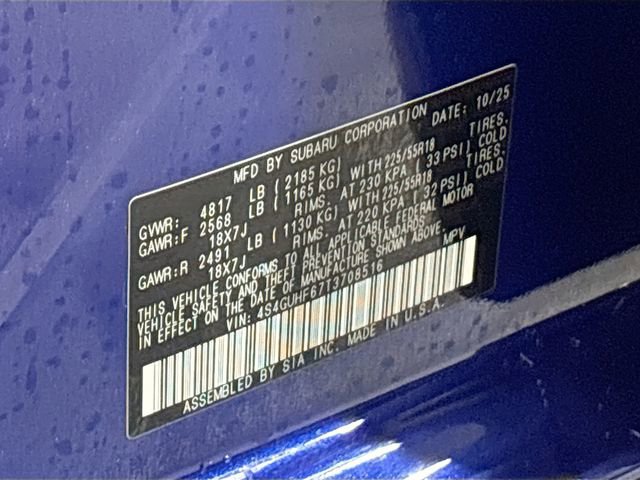 MFD BY SUBARU CORPORATION DATE: 10/25
GVWR: 4817 LB ( 2185 KG)
GAWR:F 2568 LB ( 1165 KG) WITH 225/55R18 TIRES.
18X7J RIMS. AT 230 KPA ( 33 PSI) COLD
GAWR:R 2491 LB ( 1130 KG) WITH 225/55R18 TIRES.
18X7J RIMS. AT 220 KPA ( 32 PSI) COLD
THIS VEHICLE CONFORMS TO ALL APPLICABLE FEDERAL MOTOR
VEHICLE SAFETY AND THEFT PREVENTION STANDARDS
IN EFFECT ON THE DATE OF MANUFACTURE SHOWN ABOVE.
VIN: 4S4GUHF67T3708516 MPV
ASSEMBLED BY SIA INC. MADE IN U.S.A.